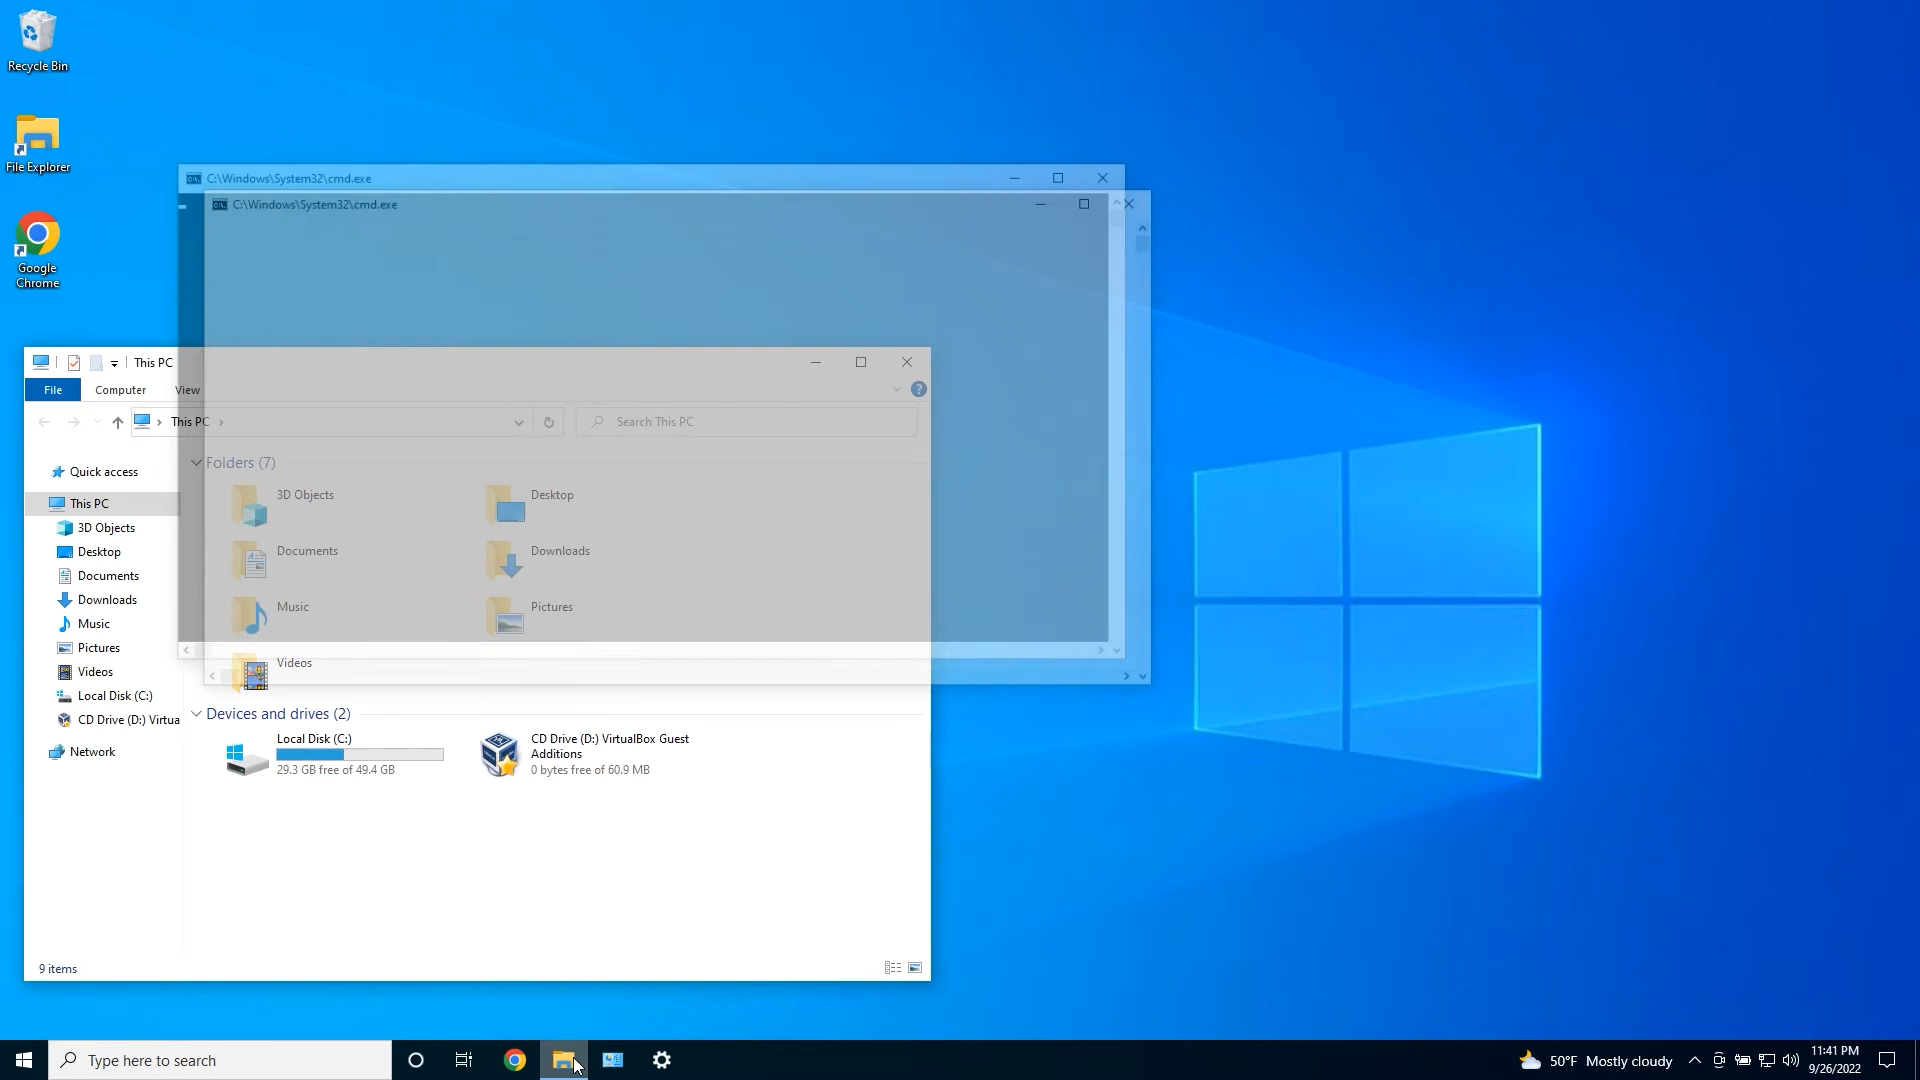 Recycle Bin
File Explorer
Google
Chrome
C:\Windows\System32\cmd.exe
C:\Windows\System32\cmd.exe
This PC
File Computer View
This PC
Search This PC
Quick access
This PC
3D Objects
Desktop
Documents
Downloads
Music
Pictures
Videos
Local Disk (C:)
CD Drive (D:) Virtua
Network
Folders (7)
3D Objects
Desktop
Documents
Downloads
Music
Pictures
Videos
Devices and drives (2)
Local Disk (C:)
29.3 GB free of 49.4 GB
CD Drive (D:) VirtualBox Guest
Additions
0 bytes free of 60.9 MB
9 items
Type here to search
50°F Mostly cloudy
11:41 PM
9/26/2022